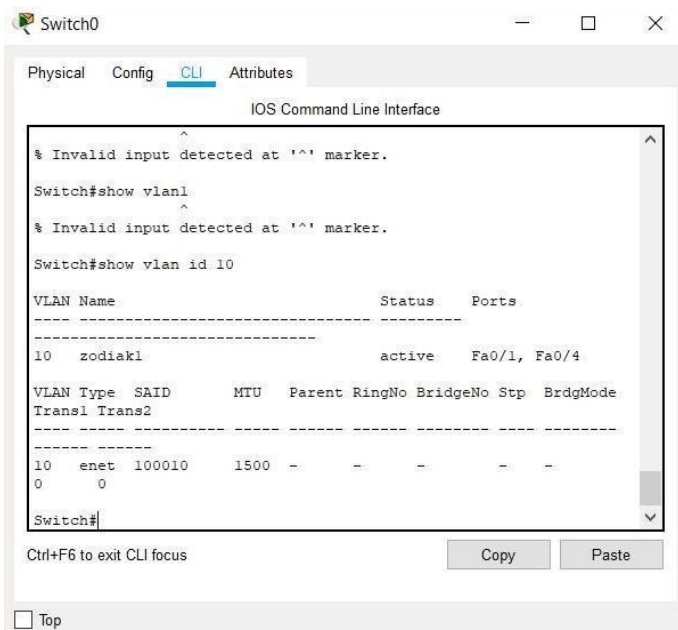 Switch0
Physical Config CLI Attributes
IOS Command Line Interface
^
% Invalid input detected at '^' marker.
Switch#show vlan1
^
% Invalid input detected at '^' marker.
Switch#show vlan id 10
VLAN Name Status Ports
---- -------------------------------- ---------
-------------------------------
10 zodiak1 active Fa0/1, Fa0/4
VLAN Type SAID MTU Parent RingNo BridgeNo Stp BrdgMode
Trans1 Trans2
---- ----- ---------- ----- ------ ------ -------- ---- --------
------ ------
10 enet 100010 1500 - - - - -
0 0
Switch#
Ctrl+F6 to exit CLI focus
Copy Paste
Top